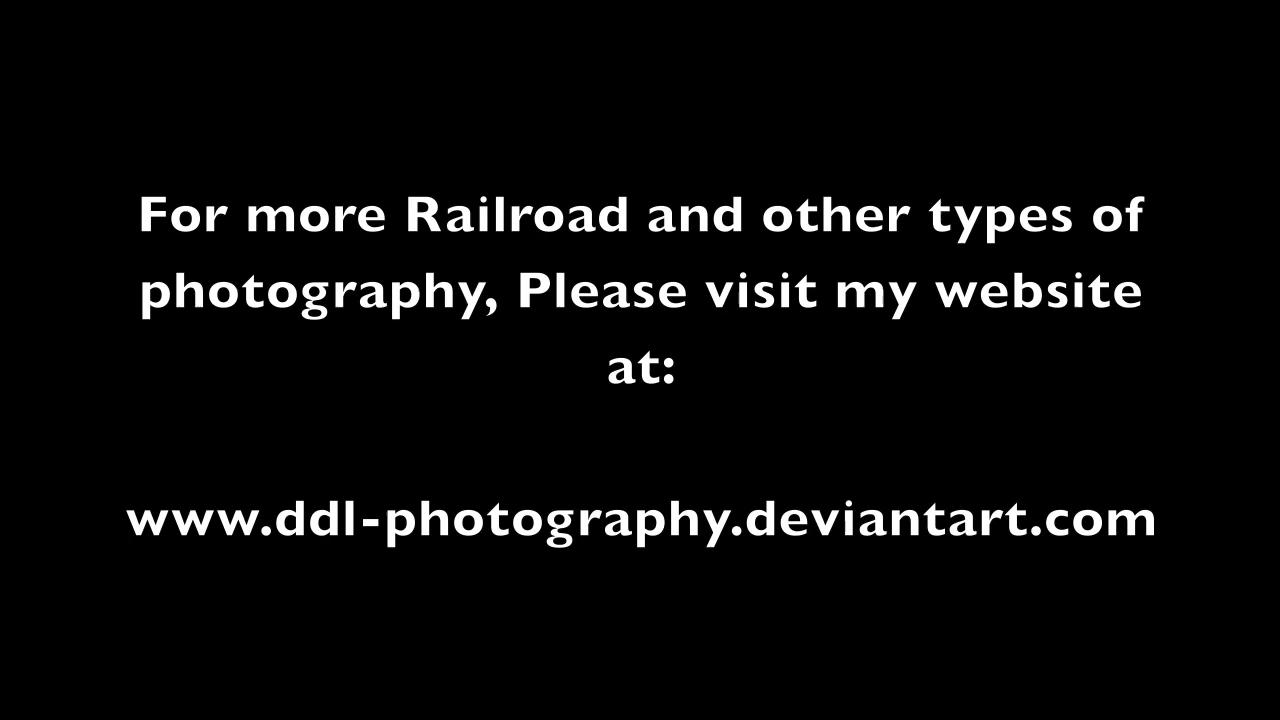 For more Railroad and other types of
photography, Please visit my website
at:
www.ddl-photography.deviantart.com